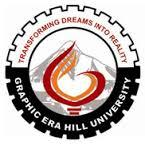 TRANSFORMING DREAMS INTO REALITY
GRAPHIC ERA HILL UNIVERSITY